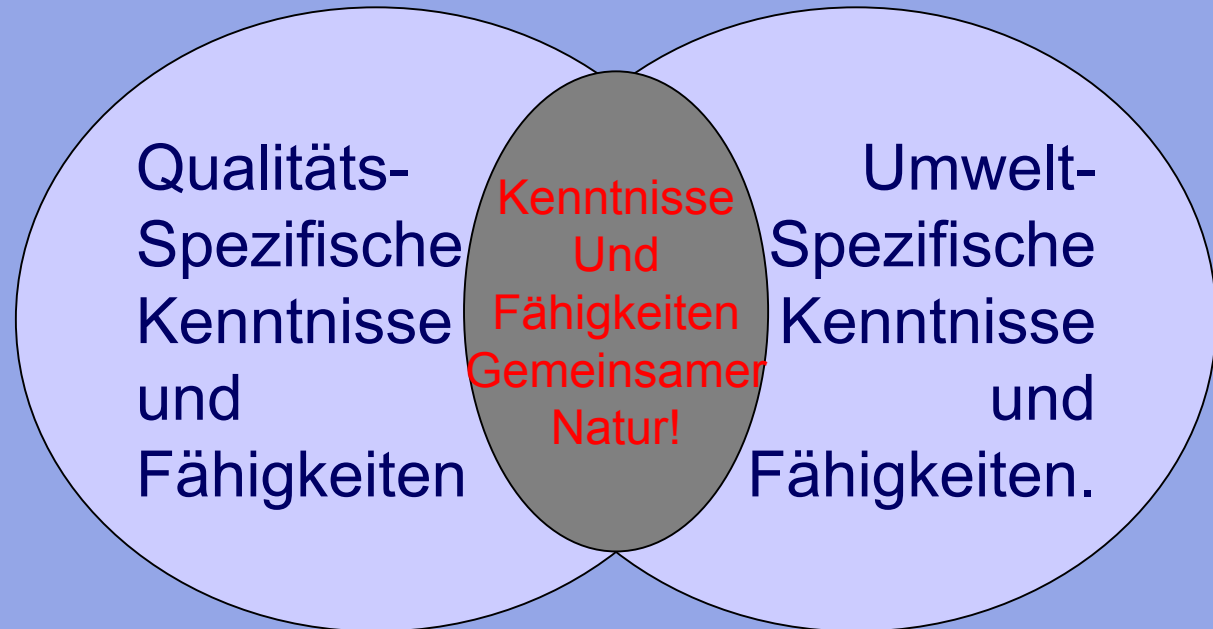 Qualitäts-
Spezifische
Kenntnisse
und
Fähigkeiten
Kenntnisse
Und
Fähigkeiten
Gemeinsamer
Natur!
Umwelt-
Spezifische
Kenntnisse
und
Fähigkeiten.